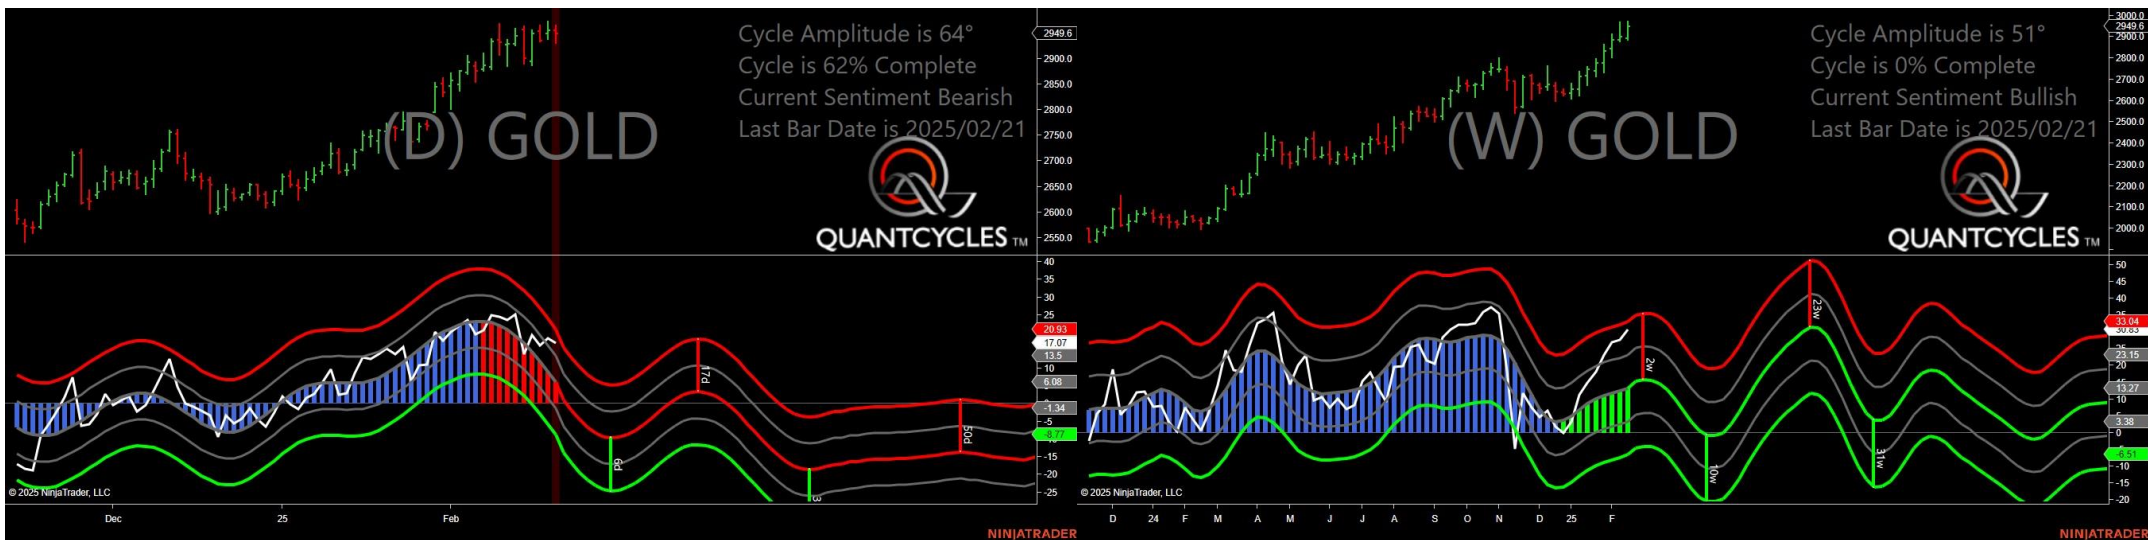 Cycle Amplitude is 64°
Cycle is 62% Complete
Current Sentiment Bearish
Last Bar Date is 2025/02/21
(D) GOLD
QUANTCYCLES TM
2949.6
2900.0
2850.0
2800.0
2750.0
2700.0
2650.0
2600.0
2550.0
40
35
30
25
20.93
17.07
13.5
10
6.08
-1.34
-5
-8.77
-15
-20
-25
6d
17d
3
50d
© 2025 NinjaTrader, LLC
Dec
25
Feb
NINJATRADER
Cycle Amplitude is 51°
Cycle is 0% Complete
Current Sentiment Bullish
Last Bar Date is 2025/02/21
(W) GOLD
QUANTCYCLES TM
3000.0
2949.6
2900.0
2800.0
2700.0
2600.0
2500.0
2400.0
2300.0
2200.0
2100.0
2000.0
50
45
40
33.04
30.83
25
23.15
15
13.27
5
3.38
0
-6.51
-10
-15
-20
2w
10w
23w
31w
© 2025 NinjaTrader, LLC
D 24 F M A M J J A S O N D 25 F
NINJATRADER